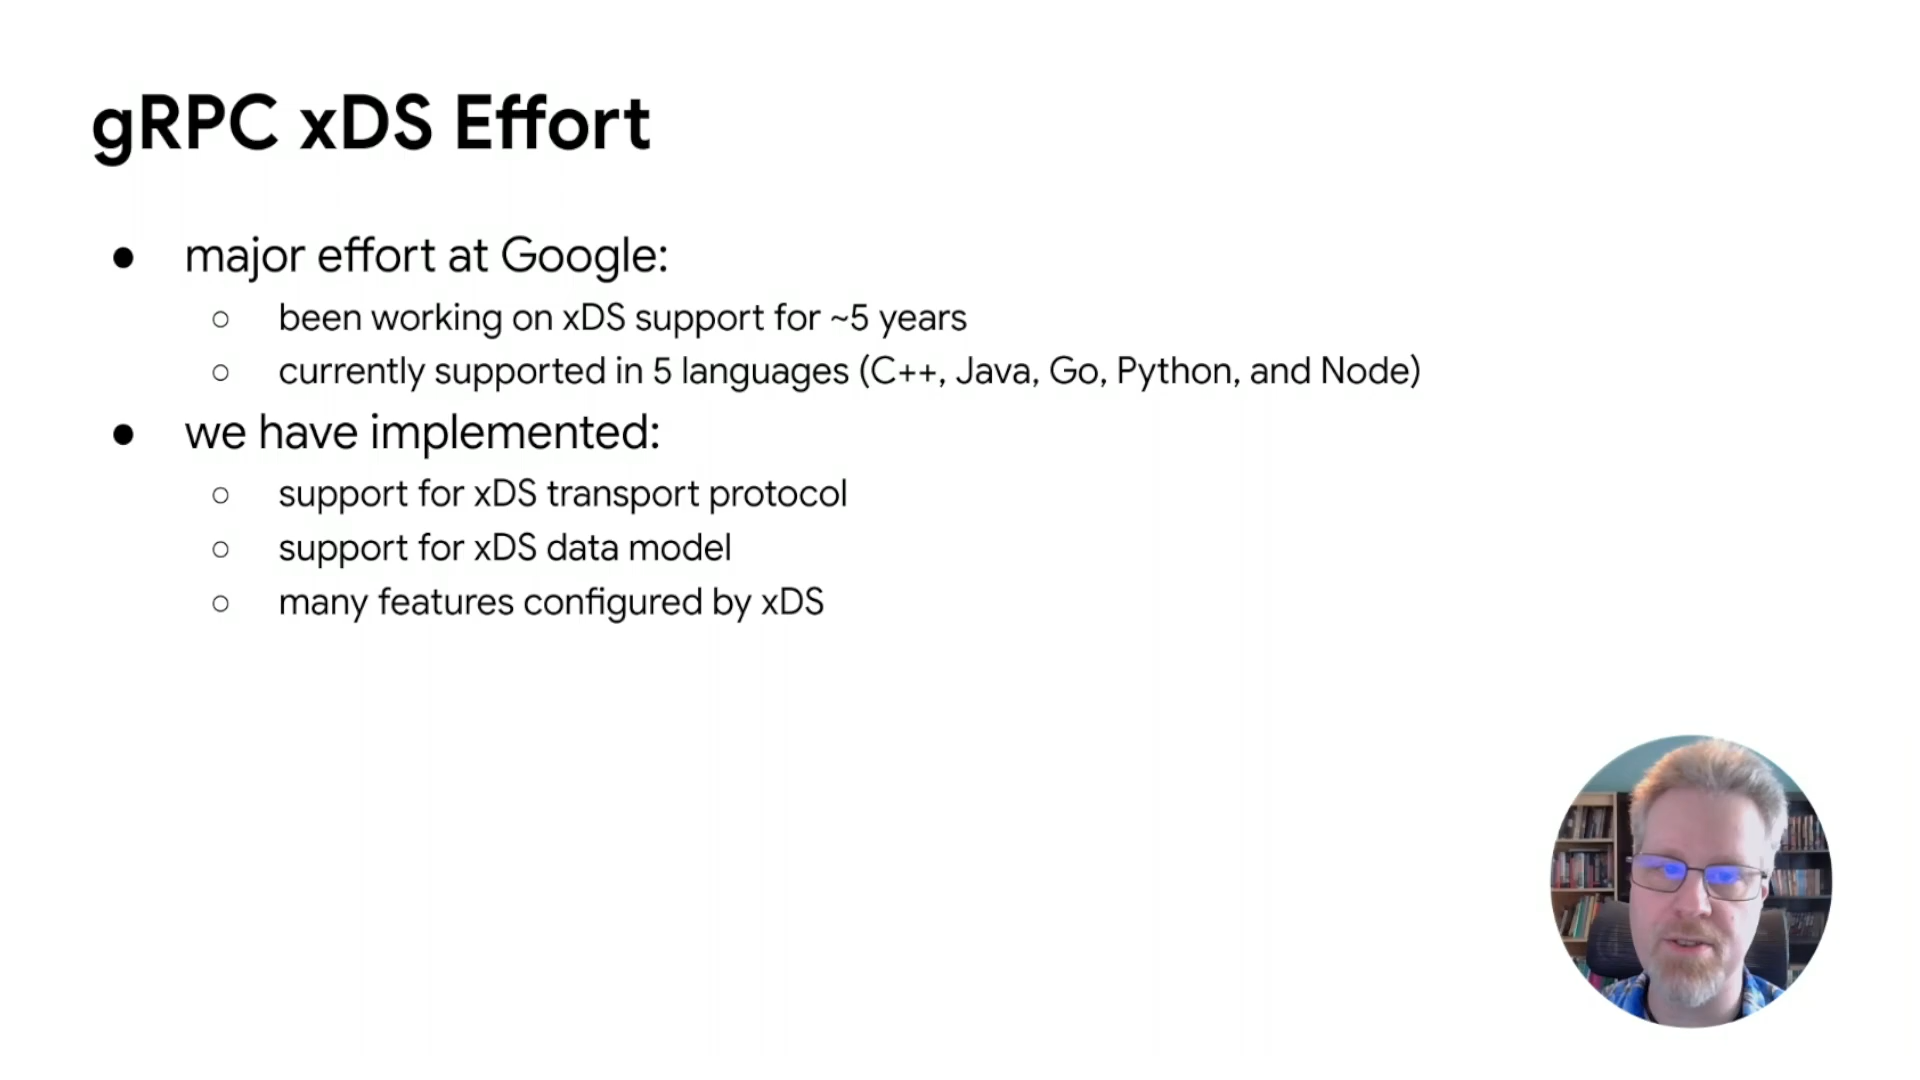 gRPC xDS Effort
● major effort at Google:
○ been working on xDS support for ~5 years
○ currently supported in 5 languages (C++, Java, Go, Python, and Node)
● we have implemented:
○ support for xDS transport protocol
○ support for xDS data model
○ many features configured by xDS